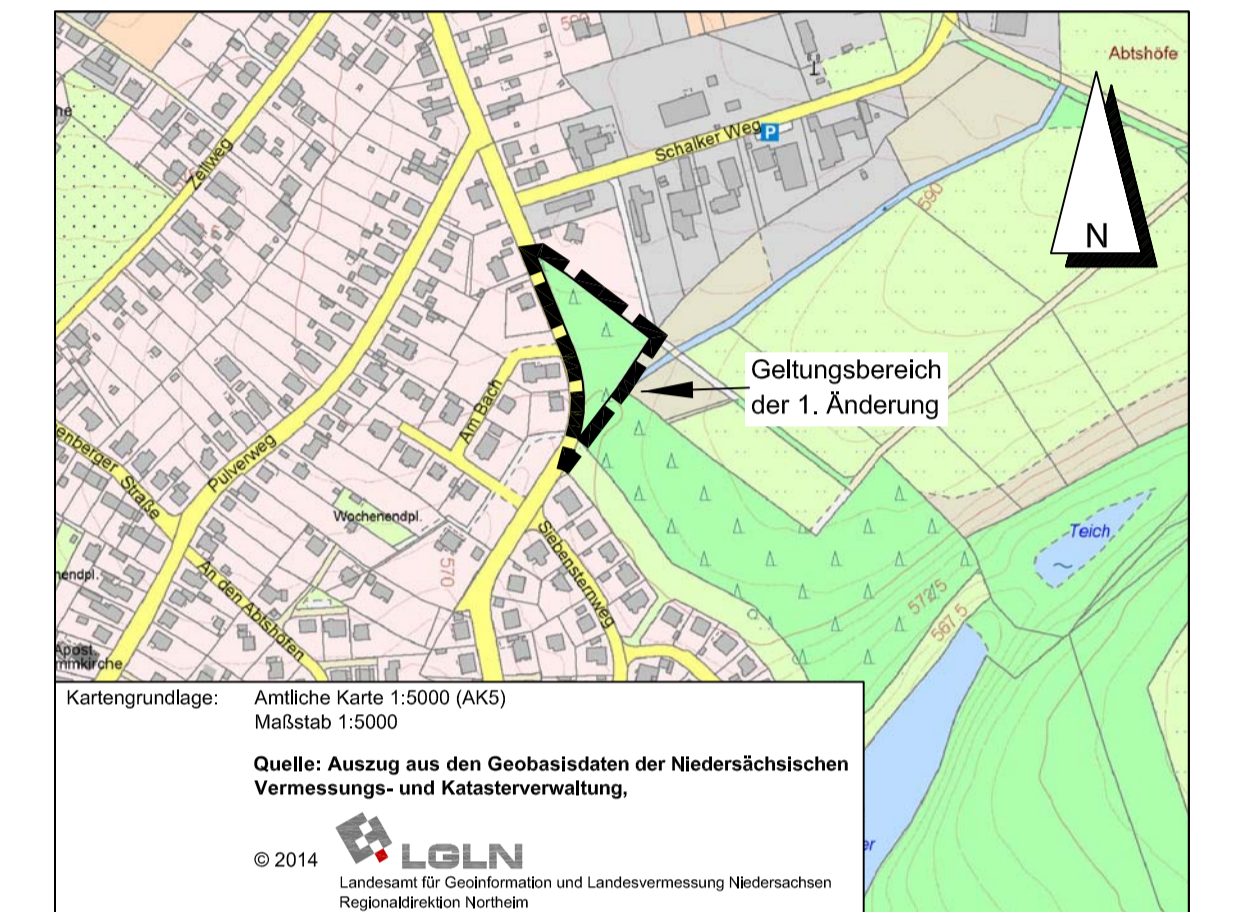 Abtshöfe
Zellweg
Schalker Weg
P
590
N
Geltungsbereich
der 1. Änderung
Am Bach
Straße
Pulverweg
Wochenendpl.
570
Siebensternweg
An den Abtshöfen
Teich
572,5
567,5
Kartengrundlage: Amtliche Karte 1:5000 (AK5)
Maßstab 1:5000
Quelle: Auszug aus den Geobasisdaten der Niedersächsischen
Vermessungs- und Katasterverwaltung,
© 2014 LGLN
Landesamt für Geoinformation und Landesvermessung Niedersachsen
Regionaldirektion Northeim